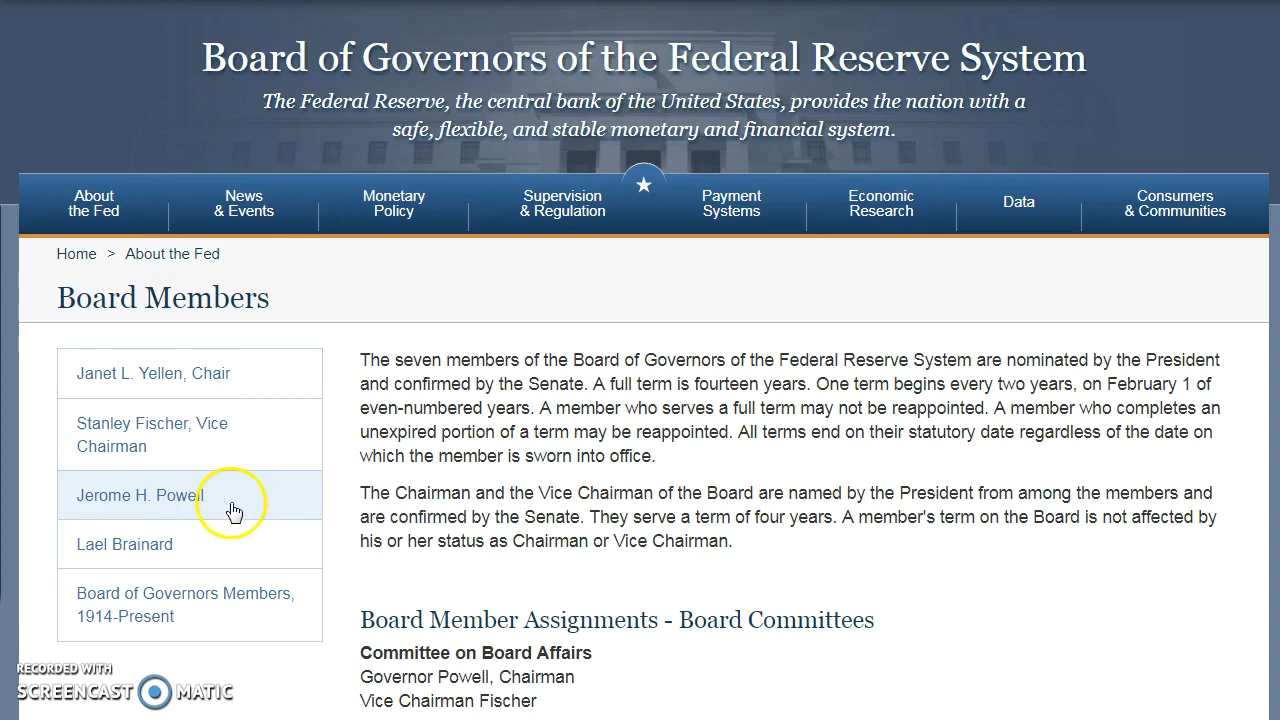 Board of Governors of the Federal Reserve System
The Federal Reserve, the central bank of the United States, provides the nation with a
safe, flexible, and stable monetary and financial system.
About
the Fed
News
& Events
Monetary
Policy
Supervision
& Regulation
Payment
Systems
Economic
Research
Data
Consumers
& Communities
Home > About the Fed
Board Members
Janet L. Yellen, Chair
Stanley Fischer, Vice
Chairman
Jerome H. Powell
Lael Brainard
Board of Governors Members,
1914-Present
The seven members of the Board of Governors of the Federal Reserve System are nominated by the President
and confirmed by the Senate. A full term is fourteen years. One term begins every two years, on February 1 of
even-numbered years. A member who serves a full term may not be reappointed. A member who completes an
unexpired portion of a term may be reappointed. All terms end on their statutory date regardless of the date on
which the member is sworn into office.
The Chairman and the Vice Chairman of the Board are named by the President from among the members and
are confirmed by the Senate. They serve a term of four years. A member's term on the Board is not affected by
his or her status as Chairman or Vice Chairman.
Board Member Assignments - Board Committees
Committee on Board Affairs
Governor Powell, Chairman
Vice Chairman Fischer
RECORDED WITH
SCREENCAST MATIC